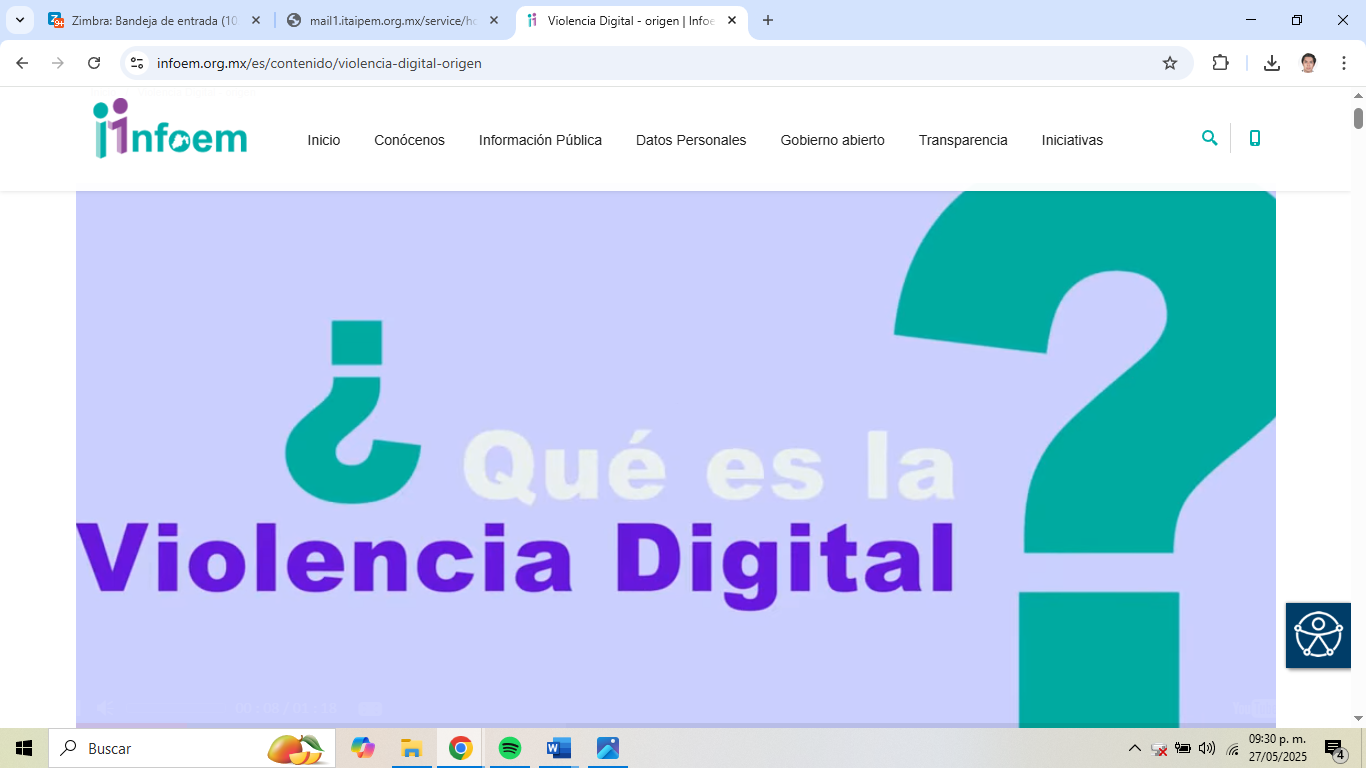 Zimbra: Bandeja de entrada (10
mail1.itaipem.org.mx/service/ho
Violencia Digital - origen | Infoe
infoem.org.mx/es/contenido/violencia-digital-origen
infoem
Inicio
Conócenos
Información Pública
Datos Personales
Gobierno abierto
Transparencia
Iniciativas
¿Qué es la
Violencia Digital?
Buscar
09:30 p. m.
27/05/2025
4